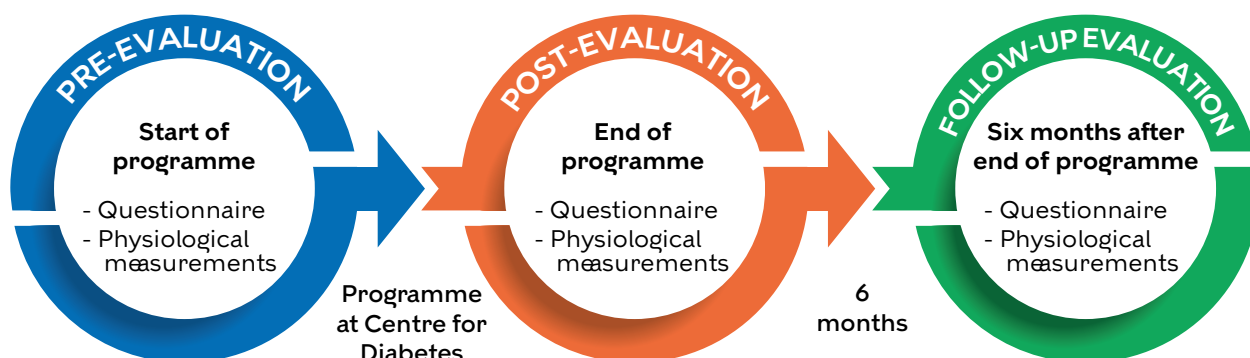 PRE-EVALUATION
Start of
programme
- Questionnaire
- Physiological
measurements
Programme
at Centre for
Diabetes
POST-EVALUATION
End of
programme
- Questionnaire
- Physiological
measurements
6
months
FOLLOW-UP EVALUATION
Six months after
end of programme
- Questionnaire
- Physiological
measurements